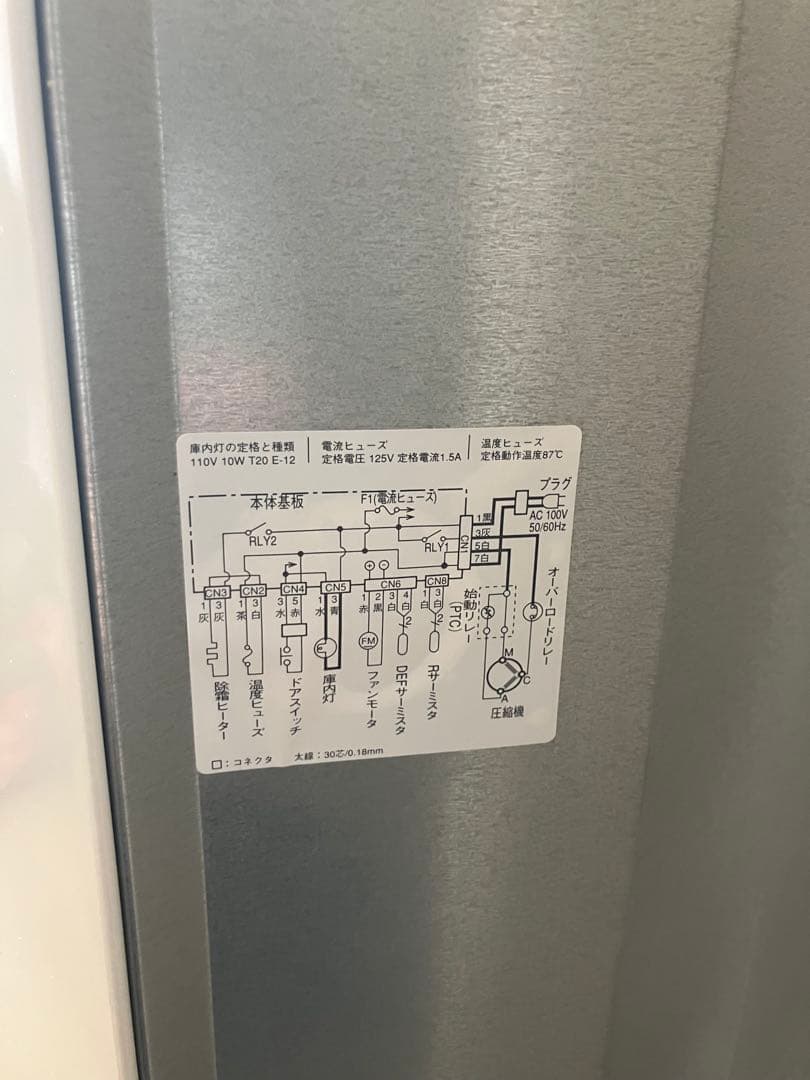 庫内灯の定格と種類
110V 10W T20 E-12
電流ヒューズ
定格電圧 125V 定格電流1.5A
温度ヒューズ
定格動作温度87℃
本体基板
F1(電流ヒューズ)
プラグ
AC 100V
50/60Hz
RLY2
RLY1
CN1
1黒
3灰
5白
7白
CN3
CN2
CN4
CN5
CN6
CN8
1 3
灰 灰
1 3
茶 白
3 5
水 赤
1 3
水 青
1 2 3 4
赤 黒 白 白
1 3
白 白
2
2
FM
除霜ヒーター
温度ヒューズ
ドアスイッチ
庫内灯
ファンモータ
DEFサーミスタ
Rサーミスタ
始動リレー
(PTC)
オーバーロードリレー
M
C
A
圧縮機
□:コネクタ 太線:30芯/0.18mm